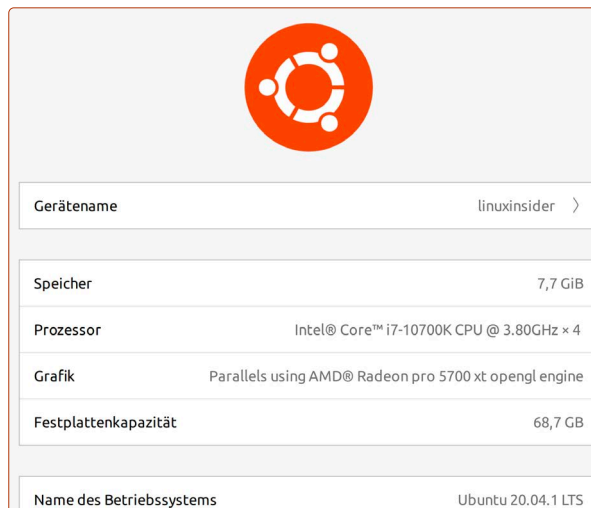 Gerätename linuxinsider
Speicher 7,7 GiB
Prozessor Intel® Core™ i7-10700K CPU @ 3.80GHz × 4
Grafik Parallels using AMD® Radeon pro 5700 xt opengl engine
Festplattenkapazität 68,7 GB
Name des Betriebssystems Ubuntu 20.04.1 LTS